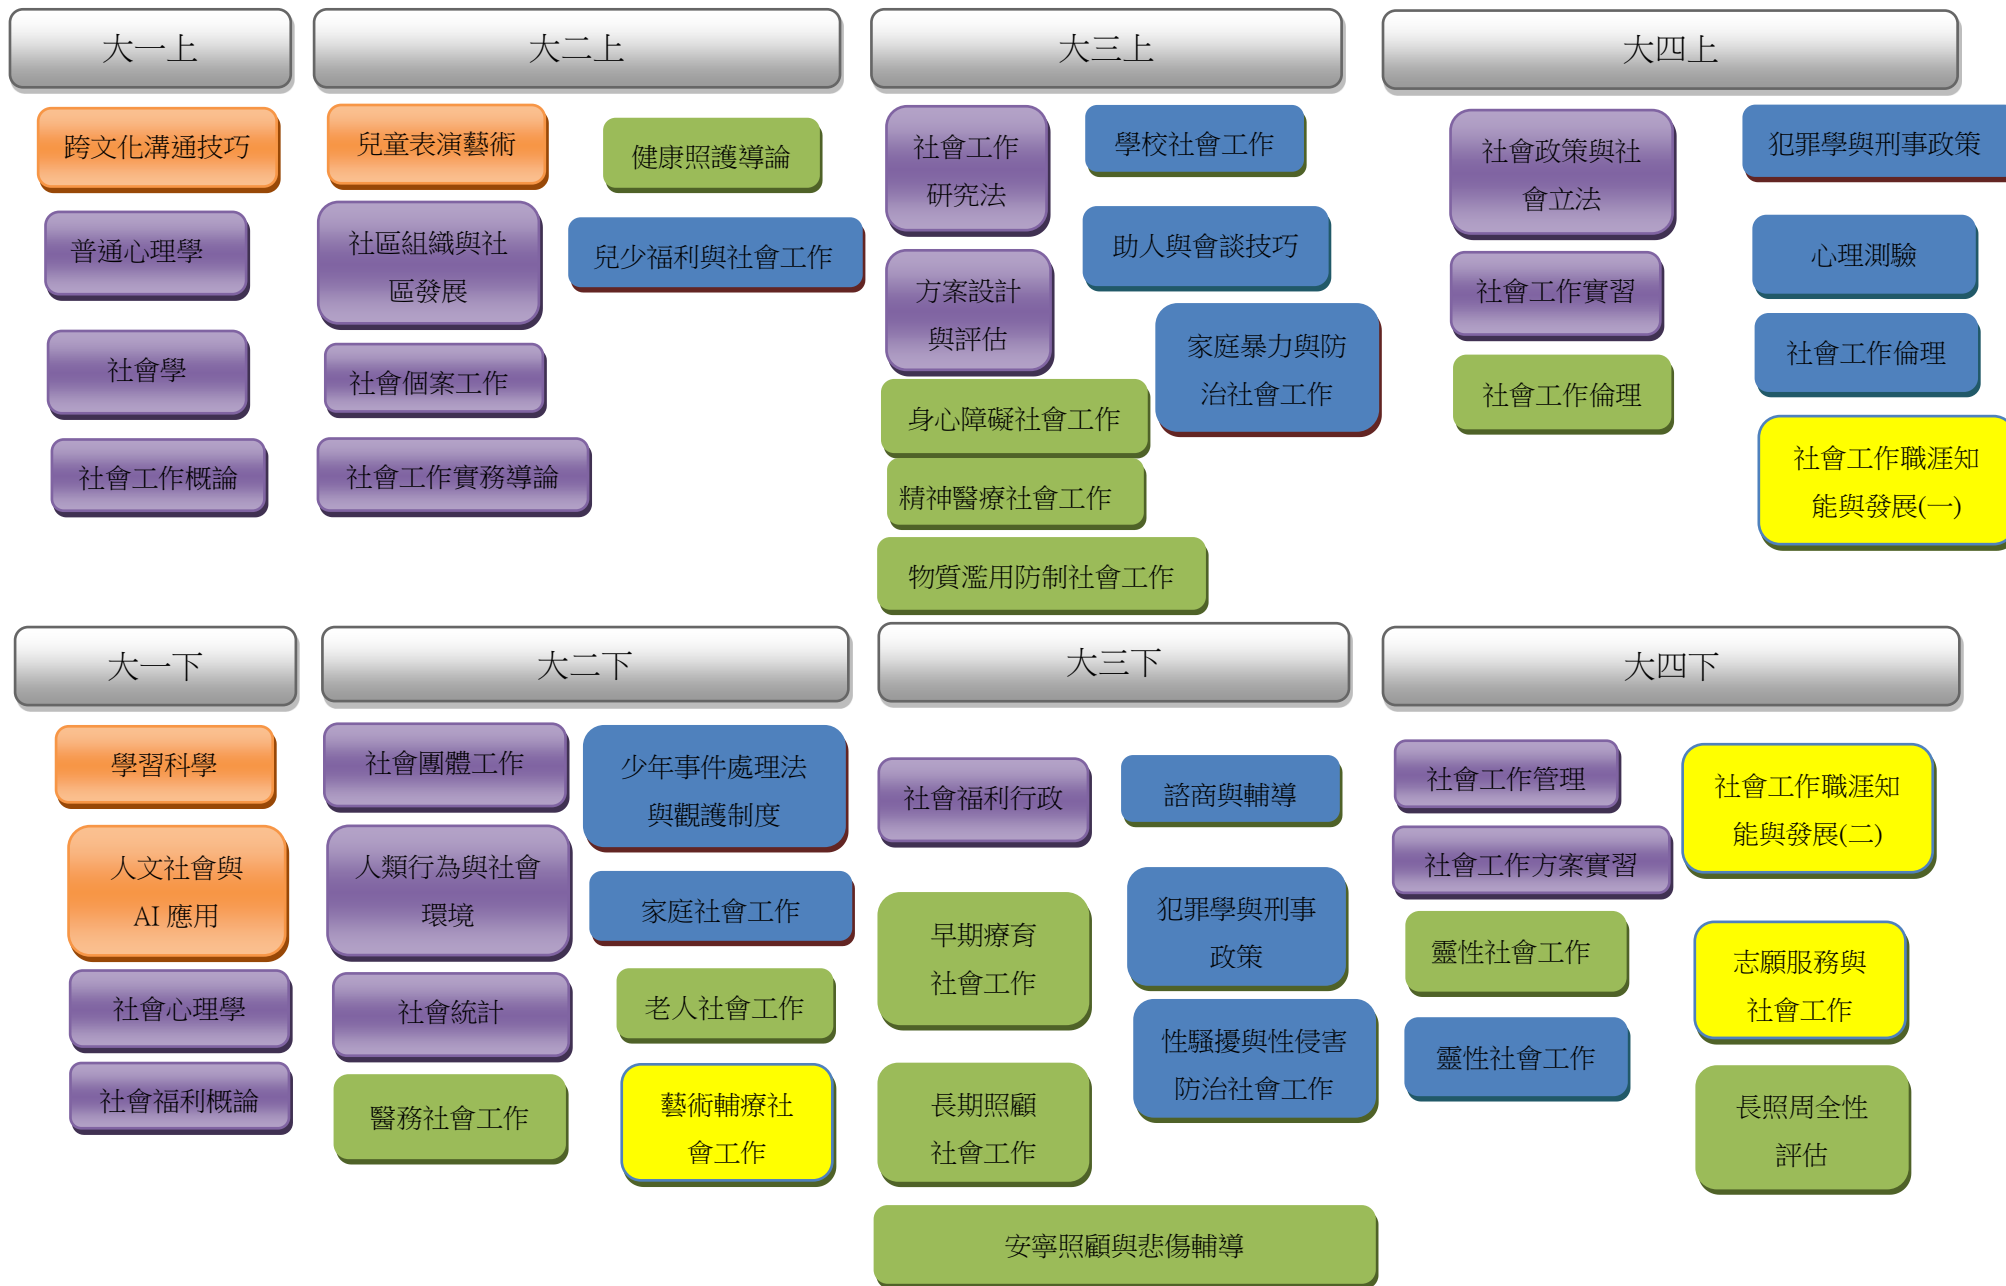 大一上
跨文化溝通技巧
普通心理學
社會學
社會工作概論
大二上
兒童表演藝術
健康照護導論
社區組織與社
區發展
兒少福利與社會工作
社會個案工作
社會工作實務導論
大三上
社會工作
研究法
學校社會工作
助人與會談技巧
方案設計
與評估
家庭暴力與防
治社會工作
身心障礙社會工作
精神醫療社會工作
物質濫用防制社會工作
大四上
社會政策與社
會立法
犯罪學與刑事政策
心理測驗
社會工作實習
社會工作倫理
社會工作倫理
社會工作職涯知
能與發展(一)
大一下
學習科學
人文社會與
AI 應用
社會心理學
社會福利概論
大二下
社會團體工作
少年事件處理法
與觀護制度
人類行為與社會
環境
家庭社會工作
社會統計
老人社會工作
醫務社會工作
藝術輔療社
會工作
大三下
社會福利行政
諮商與輔導
早期療育
社會工作
犯罪學與刑事
政策
性騷擾與性侵害
防治社會工作
長期照顧
社會工作
安寧照顧與悲傷輔導
大四下
社會工作管理
社會工作職涯知
能與發展(二)
社會工作方案實習
靈性社會工作
志願服務與
社會工作
靈性社會工作
長照周全性
評估